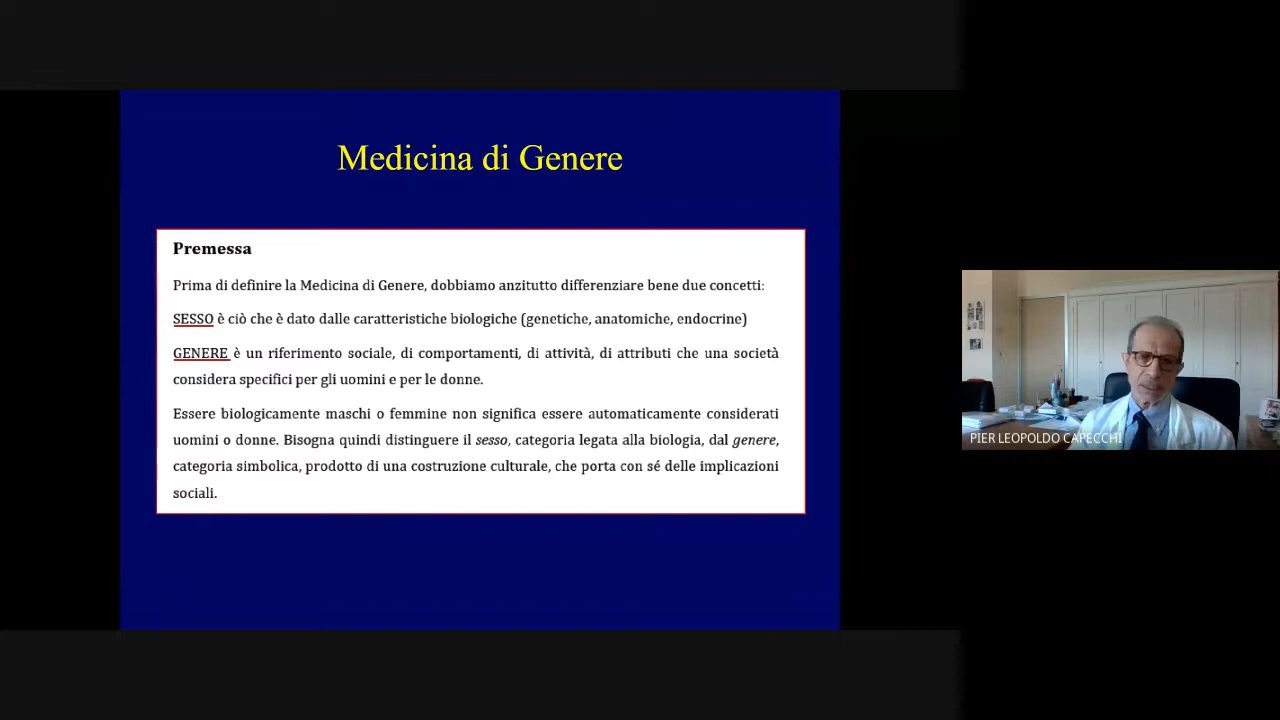 Medicina di Genere
Premessa
Prima di definire la Medicina di Genere, dobbiamo anzitutto differenziare bene due concetti:
SESSO è ciò che è dato dalle caratteristiche biologiche (genetiche, anatomiche, endocrine)
GENERE è un riferimento sociale, di comportamenti, di attività, di attributi che una società
considera specifici per gli uomini e per le donne.
Essere biologicamente maschi o femmine non significa essere automaticamente considerati
uomini o donne. Bisogna quindi distinguere il sesso, categoria legata alla biologia, dal genere,
categoria simbolica, prodotto di una costruzione culturale, che porta con sé delle implicazioni
sociali.
PIER LEOPOLDO CAPECCHI